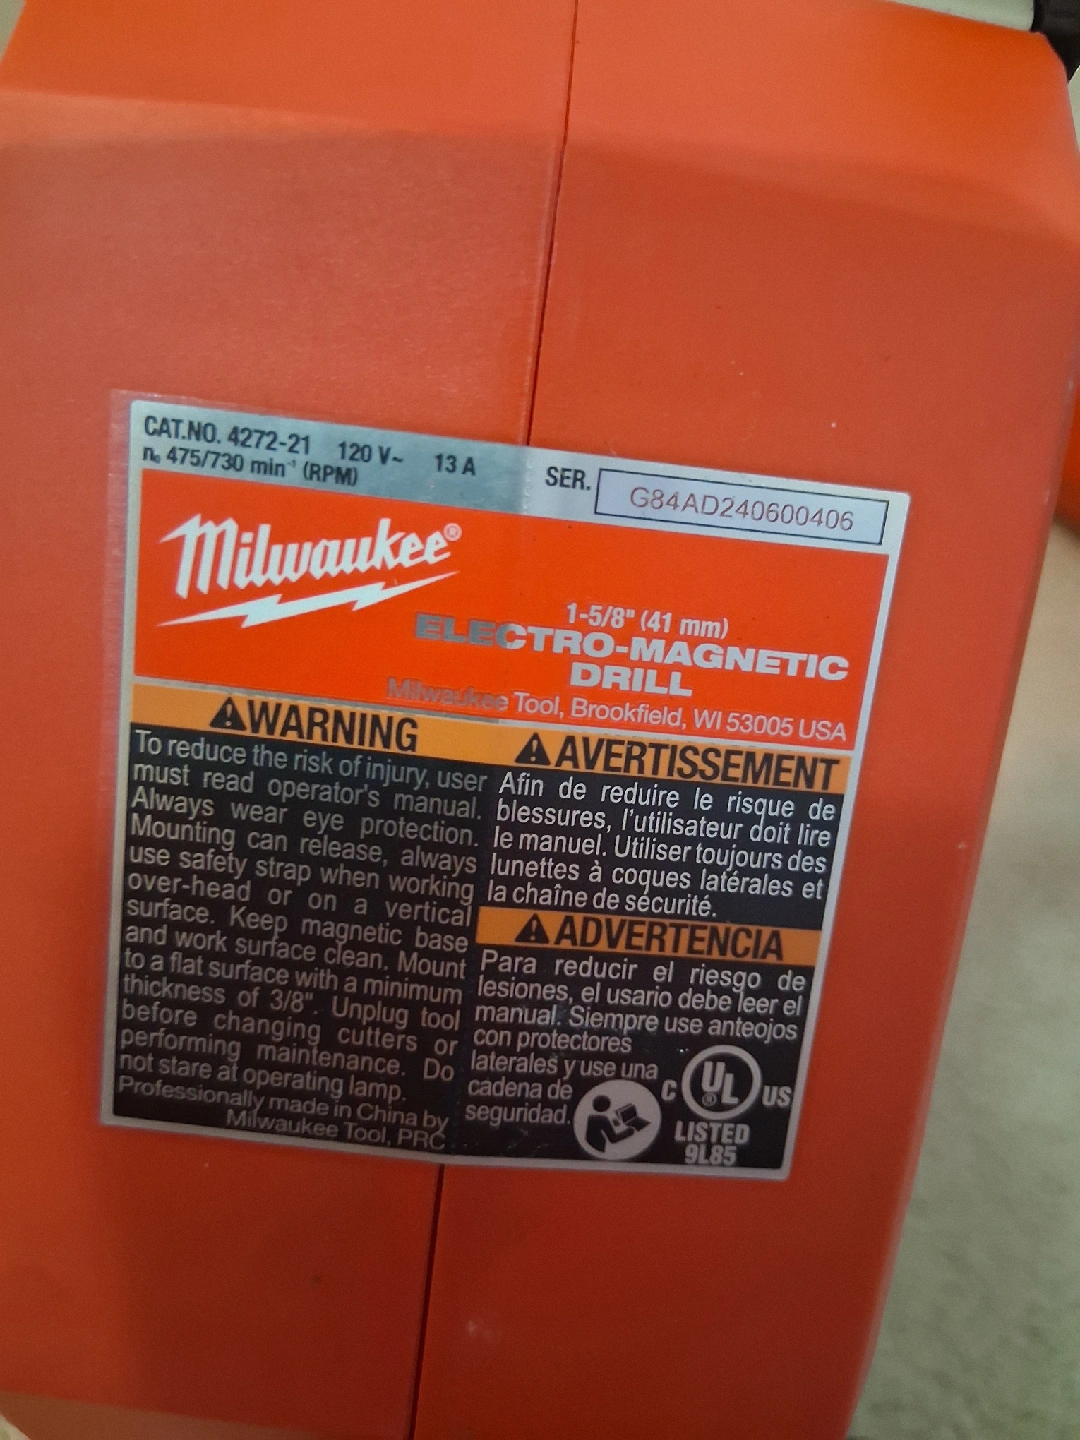 CAT.NO. 4272-21 120 V~ 13 A
n₀ 475/730 min⁻¹ (RPM)
SER. G84AD240600406
Milwaukee®
1-5/8" (41 mm)
ELECTRO-MAGNETIC
DRILL
Milwaukee Tool, Brookfield, WI 53005 USA
⚠WARNING
To reduce the risk of injury, user
must read operator's manual.
Always wear eye protection.
Mounting can release, always
use safety strap when working
over-head or on a vertical
surface. Keep magnetic base
and work surface clean. Mount
to a flat surface with a minimum
thickness of 3/8". Unplug tool
before changing cutters or
performing maintenance. Do
not stare at operating lamp.
Professionally made in China by
Milwaukee Tool, PRC
⚠AVERTISSEMENT
Afin de reduire le risque de
blessures, l'utilisateur doit lire
le manuel. Utiliser toujours des
lunettes à coques latérales et
la chaîne de sécurité.
⚠ADVERTENCIA
Para reducir el riesgo de
lesiones, el usario debe leer el
manual. Siempre use anteojos
con protectores
laterales y use una
cadena de
seguridad.
C UL® US
LISTED
9L85